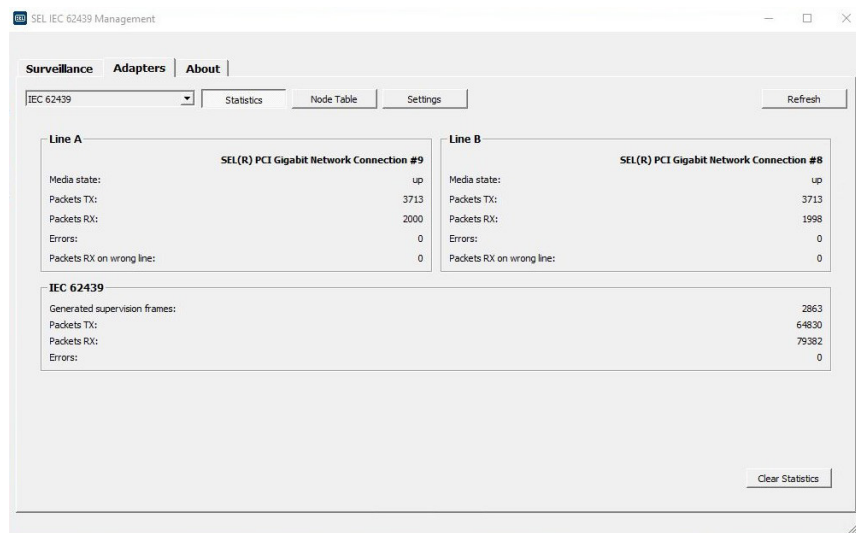 SEL SEL IEC 62439 Management
Surveillance Adapters About
IEC 62439 Statistics Node Table Settings Refresh
Line A
SEL(R) PCI Gigabit Network Connection #9
Media state: up
Packets TX: 3713
Packets RX: 2000
Errors: 0
Packets RX on wrong line: 0
Line B
SEL(R) PCI Gigabit Network Connection #8
Media state: up
Packets TX: 3713
Packets RX: 1998
Errors: 0
Packets RX on wrong line: 0
IEC 62439
Generated supervision frames: 2863
Packets TX: 64830
Packets RX: 79382
Errors: 0
Clear Statistics